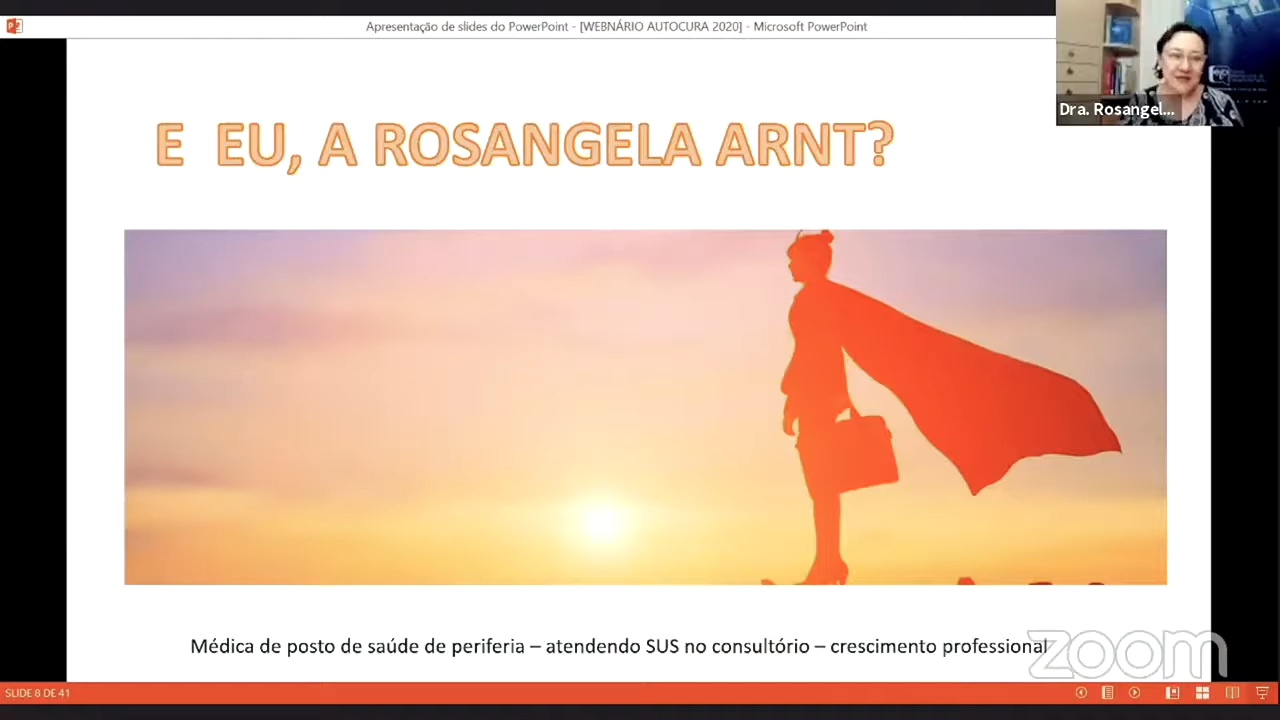 Apresentação de slides do PowerPoint - [WEBNÁRIO AUTOCURA 2020] - Microsoft PowerPoint
Dra. Rosangel...
E EU, A ROSANGELA ARNT?
Médica de posto de saúde de periferia – atendendo SUS no consultório – crescimento professional
zoom
SLIDE 8 DE 41